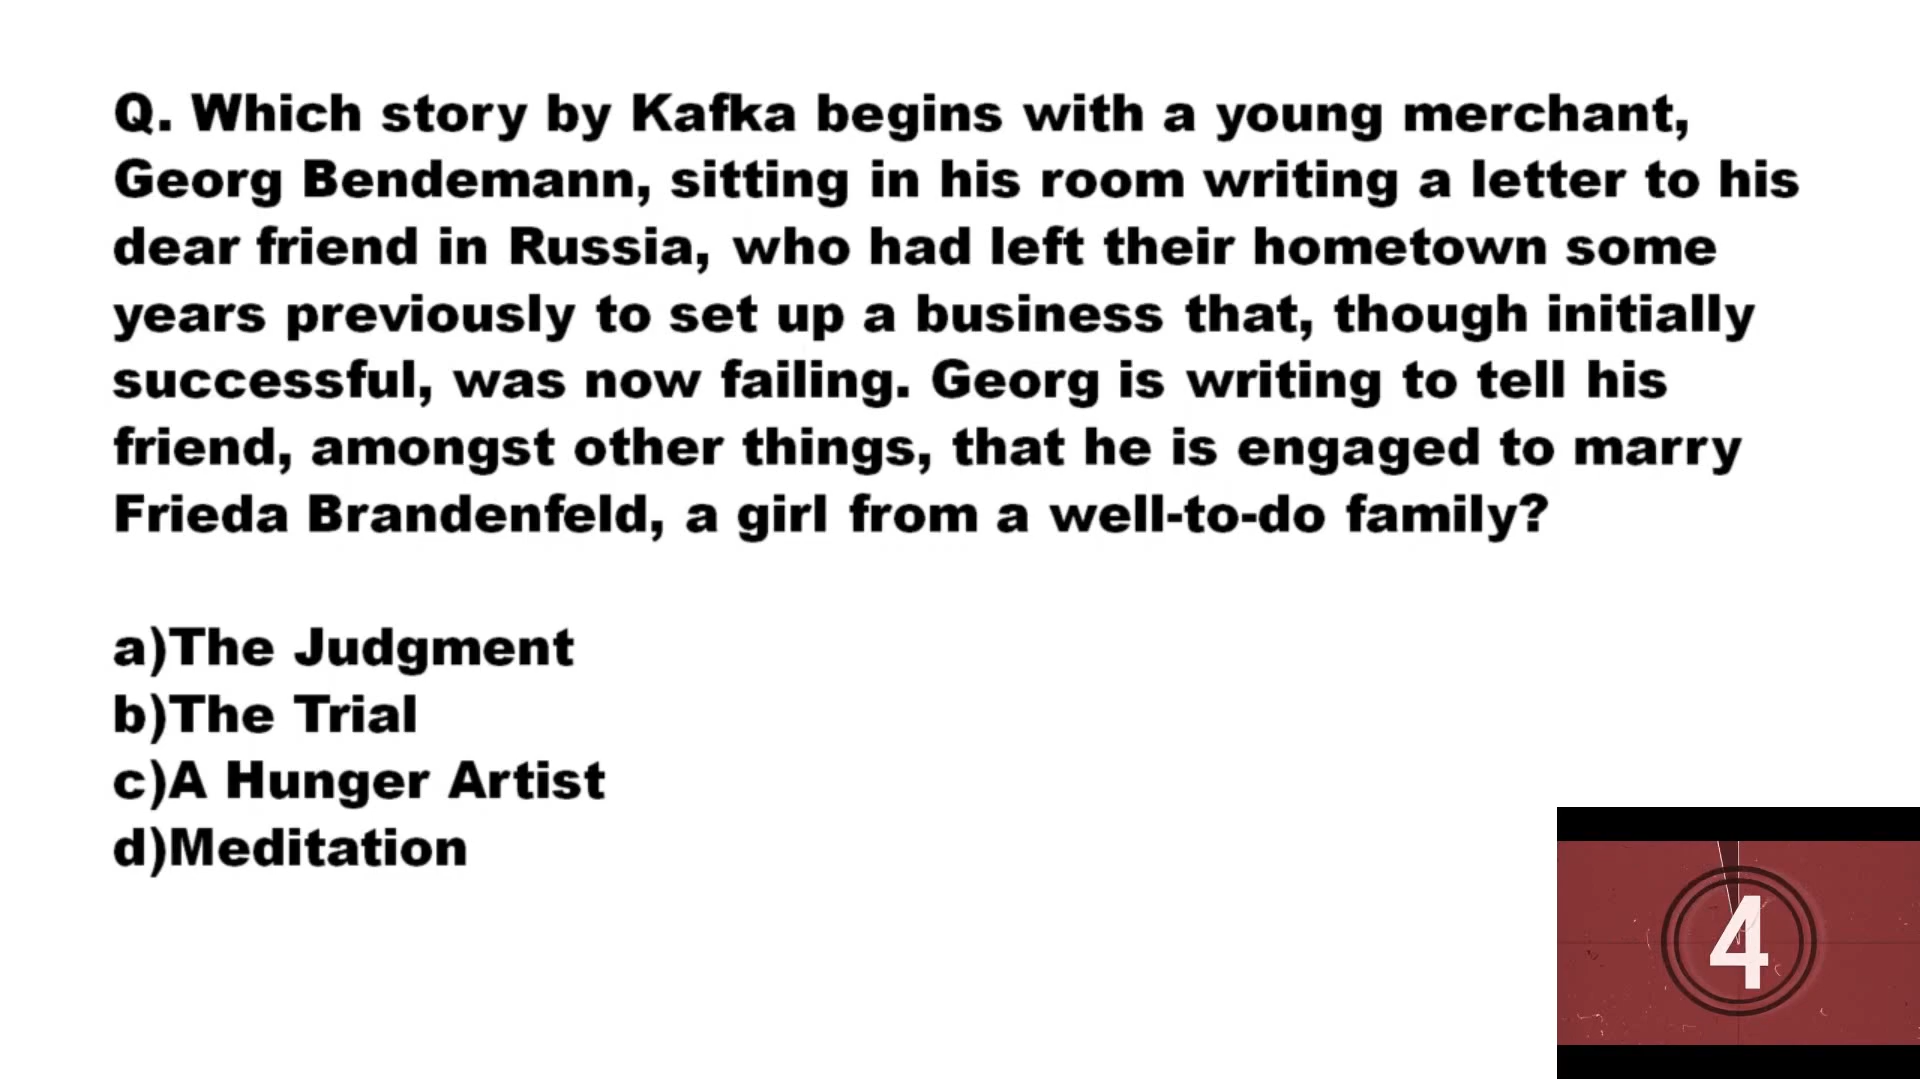 Q. Which story by Kafka begins with a young merchant,
Georg Bendemann, sitting in his room writing a letter to his
dear friend in Russia, who had left their hometown some
years previously to set up a business that, though initially
successful, was now failing. Georg is writing to tell his
friend, amongst other things, that he is engaged to marry
Frieda Brandenfeld, a girl from a well-to-do family?
a)The Judgment
b)The Trial
c)A Hunger Artist
d)Meditation
4